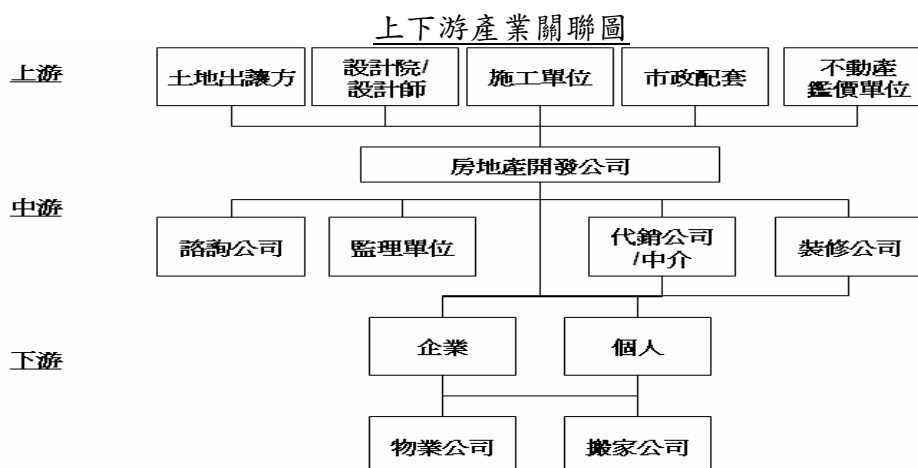 上下游產業關聯圖
上游
土地出讓方
設計院/
設計師
施工單位
市政配套
不動產
鑑價單位
房地產開發公司
中游
諮詢公司
監理單位
代銷公司
/中介
裝修公司
企業
個人
下游
物業公司
搬家公司